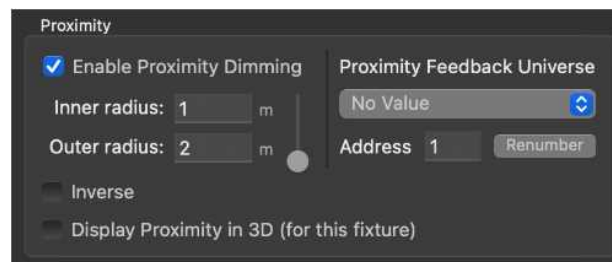 Proximity
Enable Proximity Dimming
Proximity Feedback Universe
Inner radius: 1 m
No Value
Outer radius: 2 m
Address 1 Renumber
Inverse
Display Proximity in 3D (for this fixture)